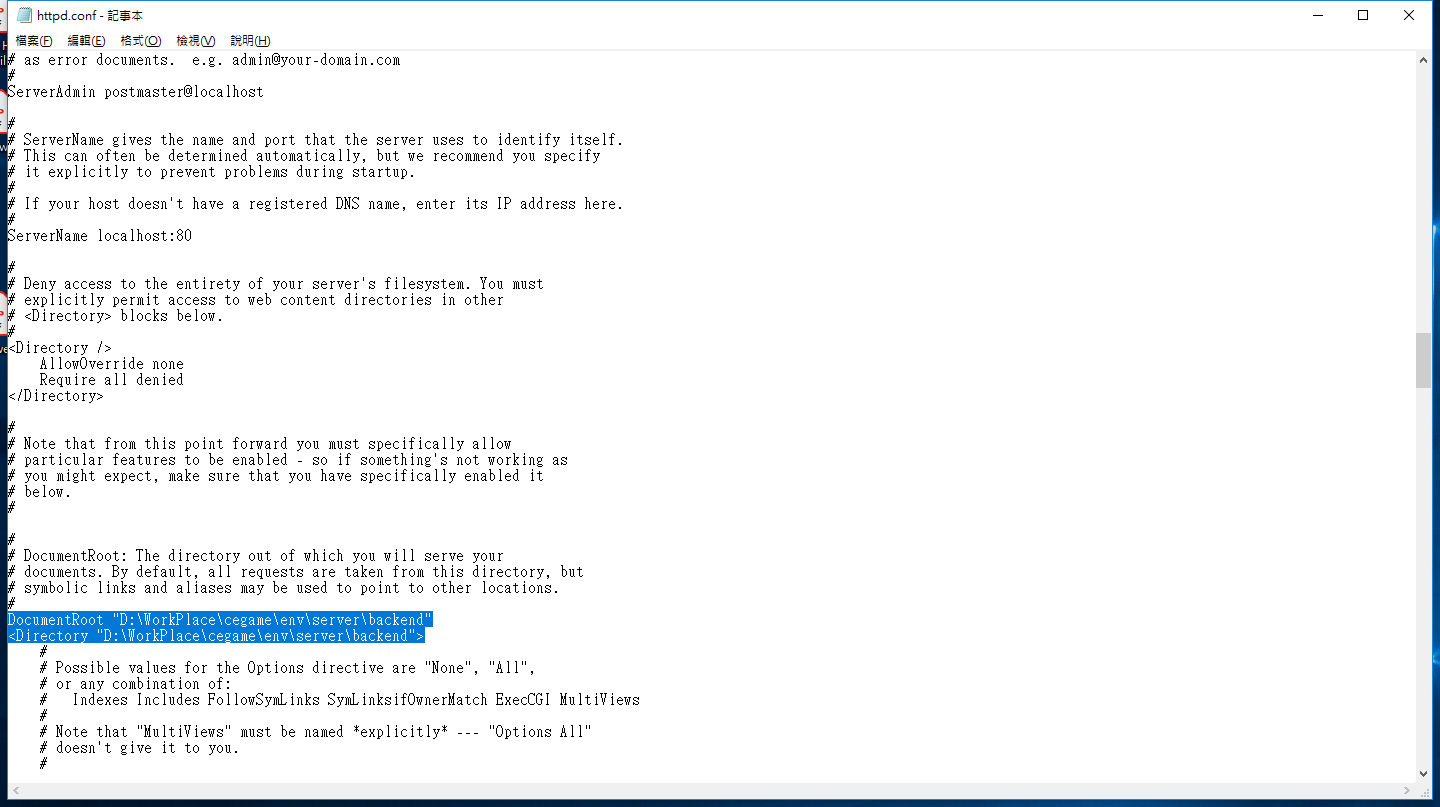 httpd.conf - 記事本
檔案(F) 編輯(E) 格式(O) 檢視(V) 說明(H)
# as error documents.  e.g. admin@your-domain.com
#
ServerAdmin postmaster@localhost
#
# ServerName gives the name and port that the server uses to identify itself.
# This can often be determined automatically, but we recommend you specify
# it explicitly to prevent problems during startup.
#
# If your host doesn't have a registered DNS name, enter its IP address here.
#
ServerName localhost:80
#
# Deny access to the entirety of your server's filesystem. You must
# explicitly permit access to web content directories in other
# <Directory> blocks below.
#
<Directory />
    AllowOverride none
    Require all denied
</Directory>
#
# Note that from this point forward you must specifically allow
# particular features to be enabled - so if something's not working as
# you might expect, make sure that you have specifically enabled it
# below.
#
#
# DocumentRoot: The directory out of which you will serve your
# documents. By default, all requests are taken from this directory, but
# symbolic links and aliases may be used to point to other locations.
#
DocumentRoot "D:\WorkPlace\cegame\env\server\backend"
<Directory "D:\WorkPlace\cegame\env\server\backend">
    #
    # Possible values for the Options directive are "None", "All",
    # or any combination of:
    #   Indexes Includes FollowSymLinks SymLinksifOwnerMatch ExecCGI MultiViews
    #
    # Note that "MultiViews" must be named *explicitly* --- "Options All"
    # doesn't give it to you.
    #